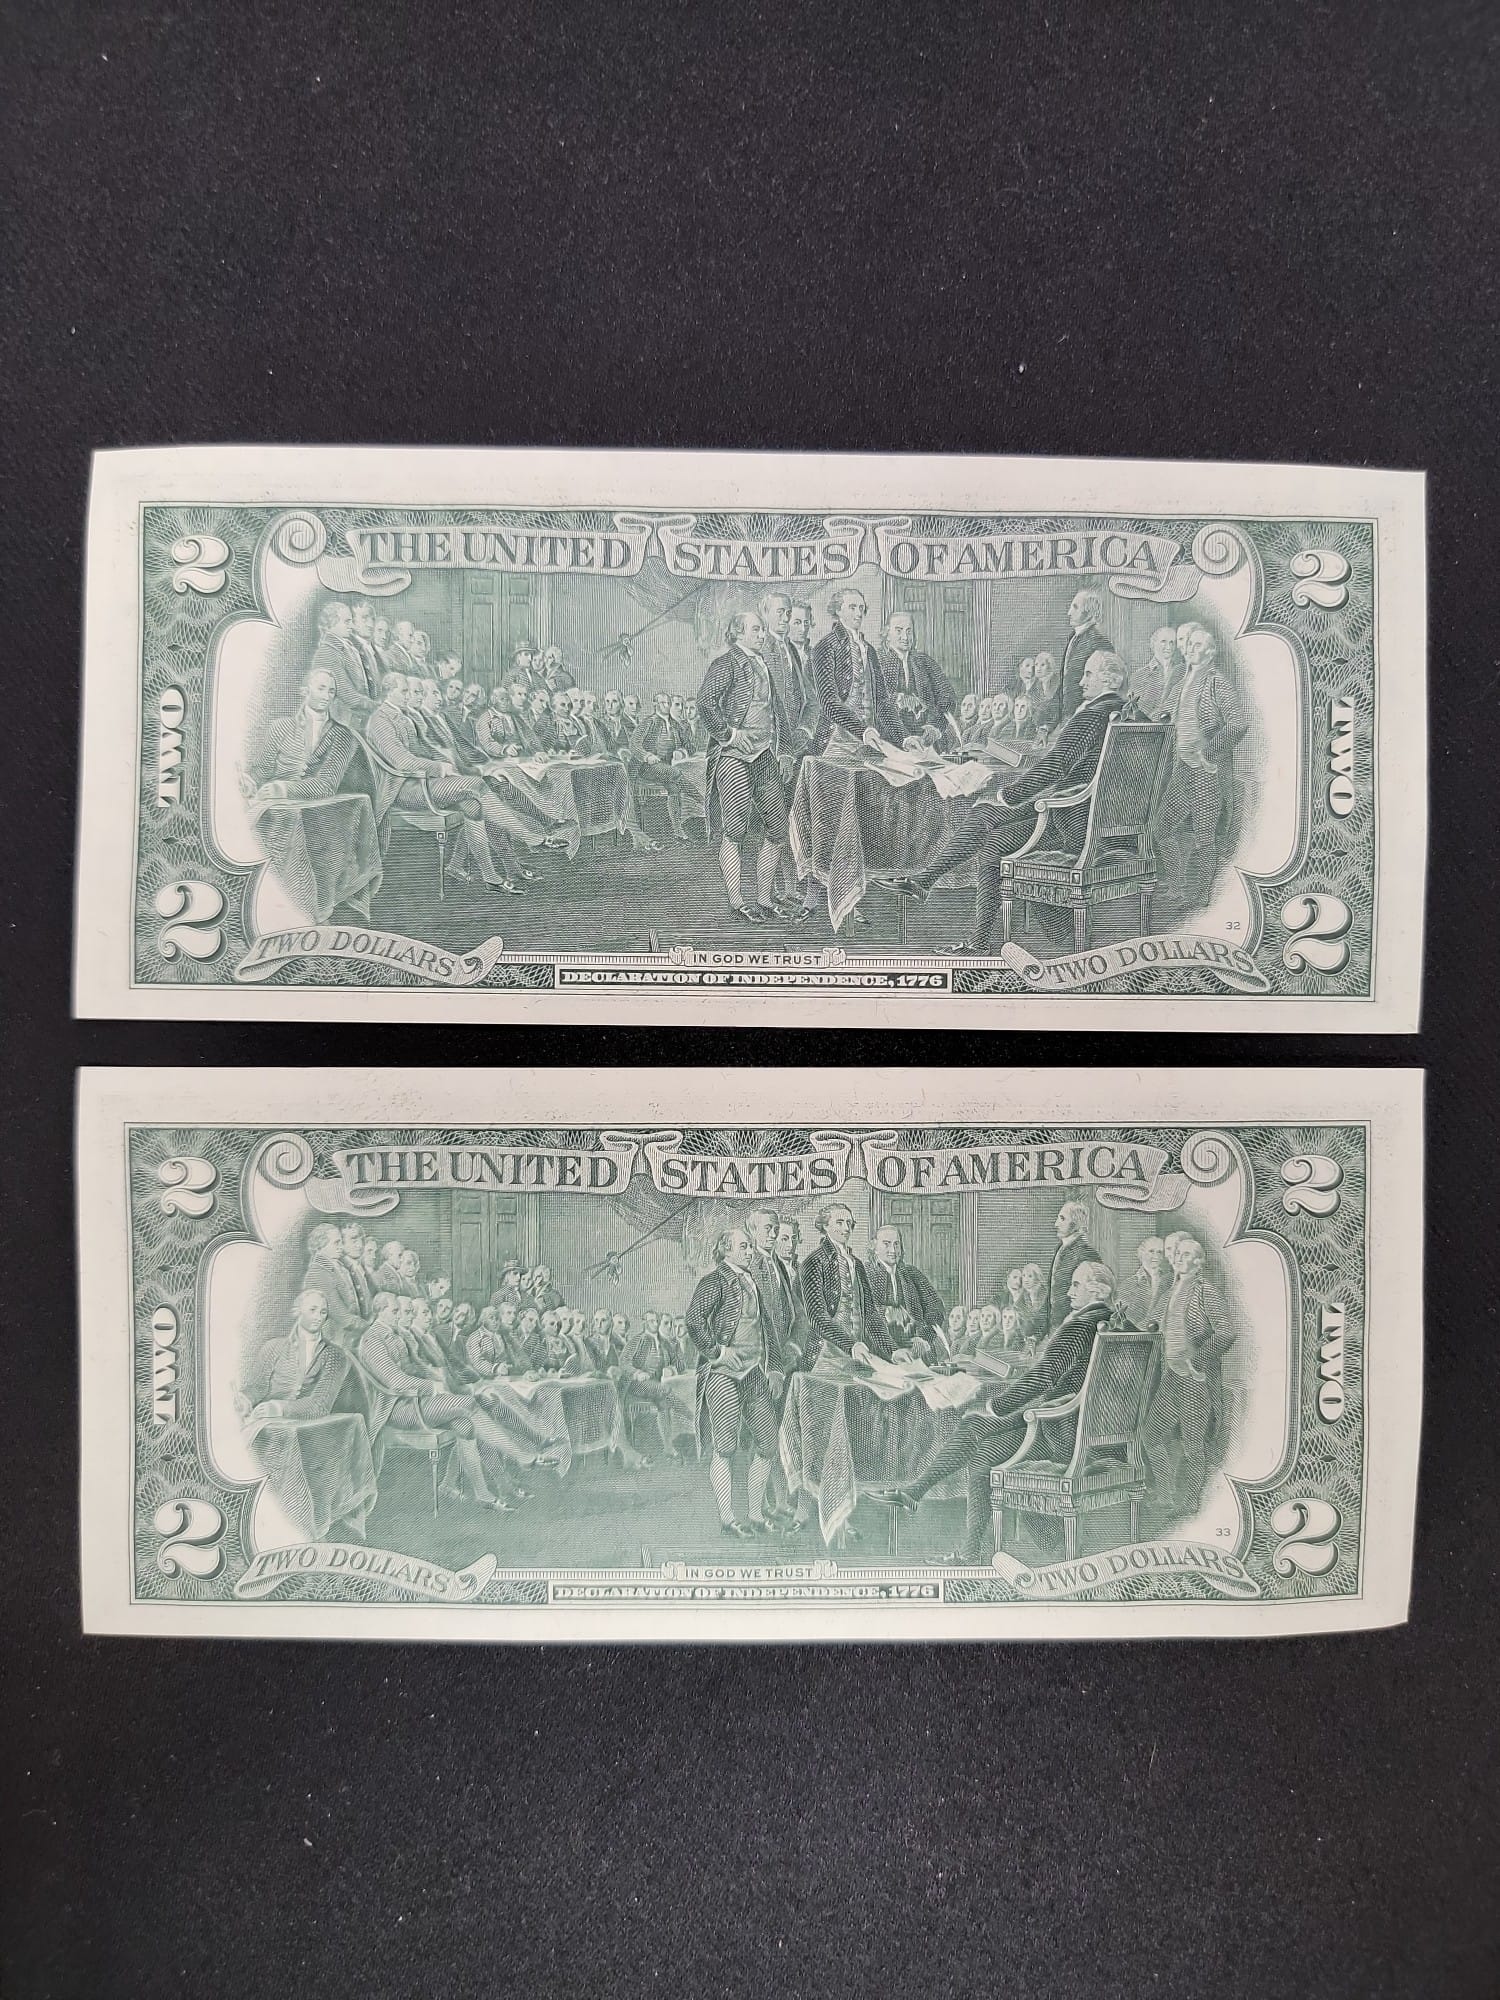 THE UNITED STATES OF AMERICA
2 2
TWO TWO
32
2 2
TWO DOLLARS IN GOD WE TRUST TWO DOLLARS
DECLARATION OF INDEPENDENCE, 1776
THE UNITED STATES OF AMERICA
2 2
TWO TWO
33
2 2
TWO DOLLARS IN GOD WE TRUST TWO DOLLARS
DECLARATION OF INDEPENDENCE, 1776